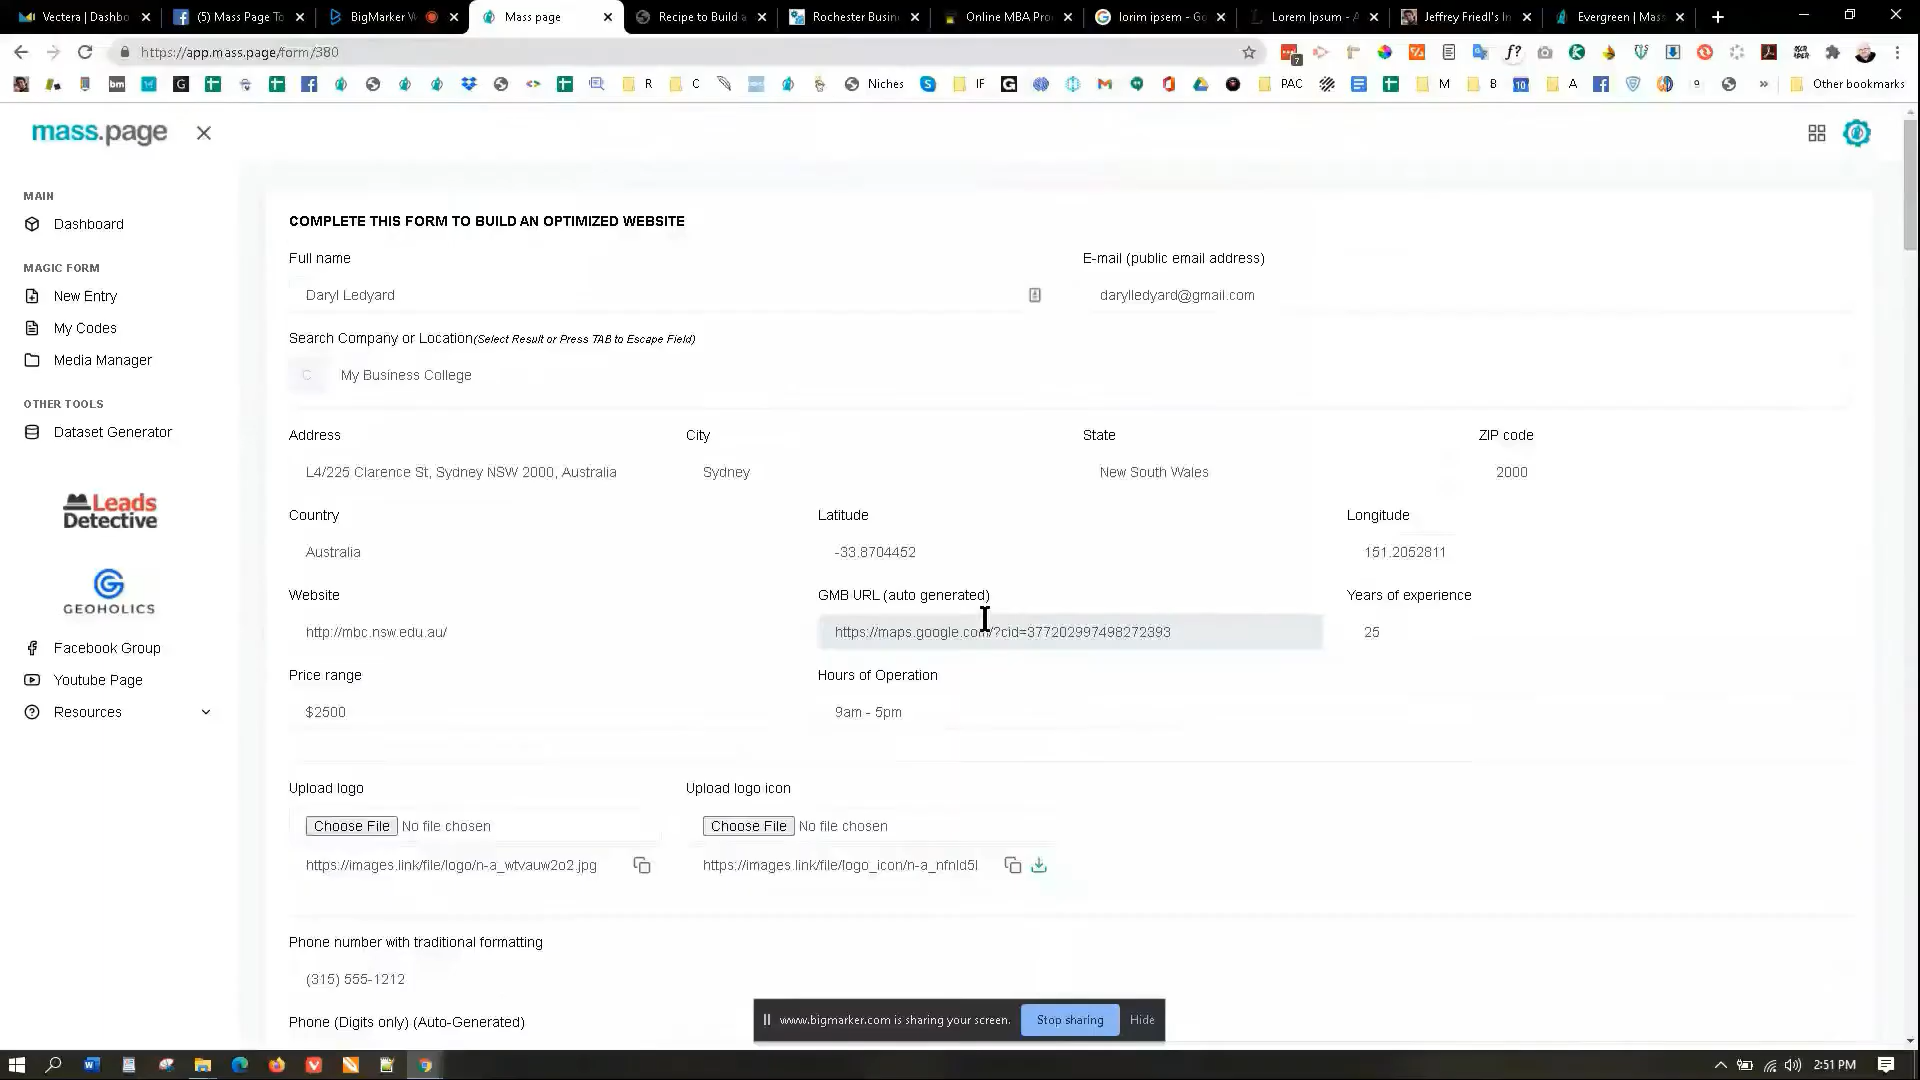 Vectera | Dashbo
(5) Mass Page To
BigMarker W
Mass page
Recipe to Build a
Rochester Busin
Online MBA Pro
lorim ipsem - Go
Lorem Ipsum - A
Jeffrey Friedl's In
Evergreen | Mass
https://app.mass.page/form/380
Niches
R
C
IF
PAC
M
B
A
Other bookmarks
mass.page
MAIN
Dashboard
MAGIC FORM
New Entry
My Codes
Media Manager
OTHER TOOLS
Dataset Generator
Leads
Detective
GEOHOLICS
Facebook Group
Youtube Page
Resources
COMPLETE THIS FORM TO BUILD AN OPTIMIZED WEBSITE
Full name
E-mail (public email address)
Daryl Ledyard
darylledyard@gmail.com
Search Company or Location(Select Result or Press TAB to Escape Field)
C
My Business College
Address
City
State
ZIP code
L4/225 Clarence St, Sydney NSW 2000, Australia
Sydney
New South Wales
2000
Country
Latitude
Longitude
Australia
-33.8704452
151.2052811
Website
GMB URL (auto generated)
Years of experience
http://mbc.nsw.edu.au/
https://maps.google.com/?cid=377202997498272393
25
Price range
Hours of Operation
$2500
9am - 5pm
Upload logo
Upload logo icon
Choose File No file chosen
Choose File No file chosen
https://images.link/file/logo/n-a_wtvauw2o2.jpg
https://images.link/file/logo_icon/n-a_nfnld5l
Phone number with traditional formatting
(315) 555-1212
Phone (Digits only) (Auto-Generated)
www.bigmarker.com is sharing your screen.
Stop sharing
Hide
2:51 PM